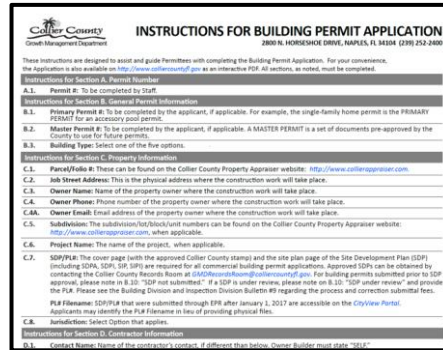 Collier County
Growth Management Department
INSTRUCTIONS FOR BUILDING PERMIT APPLICATION
2800 N. HORSESHOE DRIVE, NAPLES, FL 34104 (239) 252-2400
These Instructions are designed to assist and guide Permittees with completing the Building Permit Application. For your convenience,
the Application is also available on http://www.colliercountyfl.gov as an interactive PDF. All sections, as noted, must be completed.
Instructions for Section A. Permit Number
A.1. Permit #: To be completed by Staff.
Instructions for Section B. General Permit Information
B.1. Primary Permit #: To be completed by the applicant, if applicable. For example, the single-family home permit is the PRIMARY
PERMIT for an accessory pool permit.
B.2. Master Permit #: To be completed by the applicant, if applicable. A MASTER PERMIT is a set of documents pre-approved by the
County to use for future permits.
B.3. Building Type: Select one of the five options.
Instructions for Section C. Property Information
C.1. Parcel/Folio #: These can be found on the Collier County Property Appraiser website: http://www.collierappraiser.com.
C.2. Job Street Address: This is the physical address where the construction work will take place.
C.3. Owner Name: Name of the property owner where the construction work will take place.
C.4. Owner Phone: Phone number of the property owner where the construction work will take place.
C.4A. Owner Email: Email address of the property owner where the construction work will take place.
C.5. Subdivision: The subdivision/lot/block/unit numbers can be found on the Collier County Property Appraiser website:
http://www.collierappraiser.com, when applicable.
C.6. Project Name: The name of the project, when applicable.
C.7. SDP/PL#: The cover page (with the approved County stamp) and the site plan page of the Site Development Plan (SDP)
(including SDPA, SDPI, SIP, SIPI) are required for all commercial building permit applications. Approved SDPs can be obtained by
contacting the Collier County Records Room at GMDRecordsRoom@colliercountyfl.gov. For building permits submitted prior to SDP
approval, please note in B.10: "SDP not submitted." If a SDP is under review, please note on B.10: "SDP under review" and provide
the PL#. Please see the Building Division and Inspection Division Bulletin #9 regarding the process and common submittal errors.
PL# Filename: SDP/PL# that were submitted through EPR after January 1, 2017 are accessible on the CityView Portal.
Applicants may identify the PL# Filename in lieu of providing physical files.
C.8. Jurisdiction: Select Option that applies.
Instructions for Section D. Contractor Information
D.1. Contact Name: Name of the contractor's contact, if different than below. Owner Builder must state "SELF."